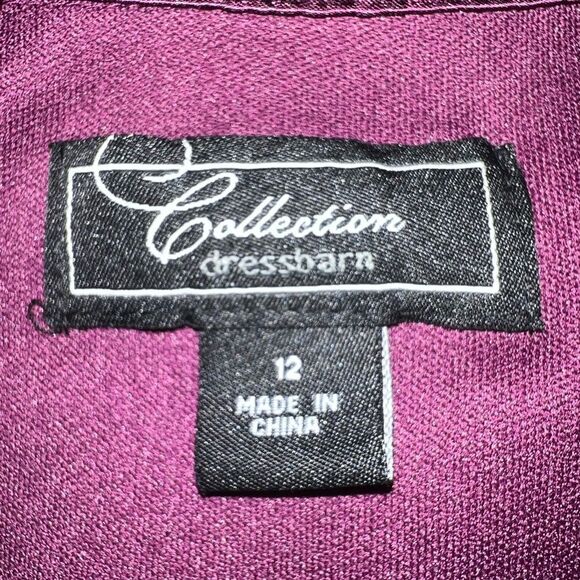 Collection
dressbarn
12
MADE IN
CHINA